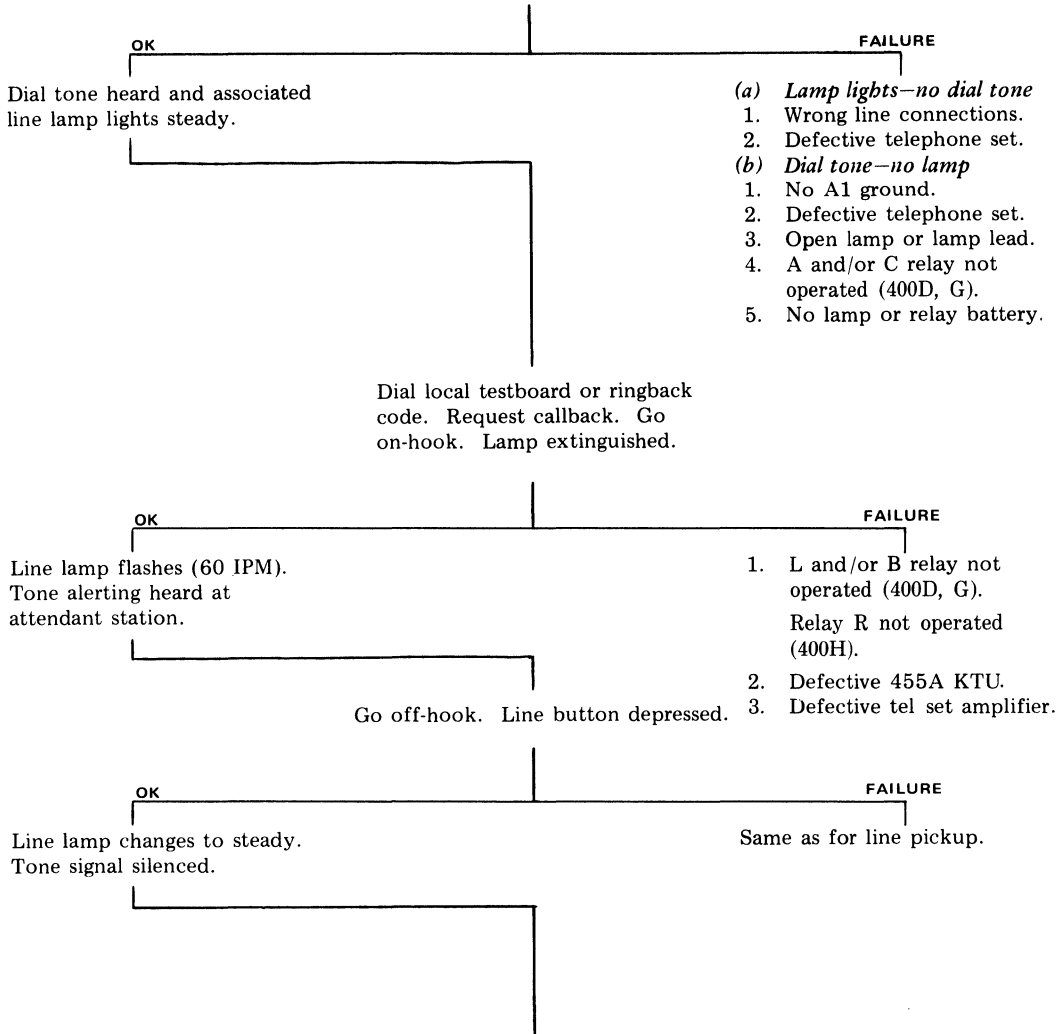 OK
FAILURE
Dial tone heard and associated
line lamp lights steady.
(a) Lamp lights—no dial tone
1. Wrong line connections.
2. Defective telephone set.
(b) Dial tone—no lamp
1. No A1 ground.
2. Defective telephone set.
3. Open lamp or lamp lead.
4. A and/or C relay not
operated (400D, G).
5. No lamp or relay battery.
Dial local testboard or ringback
code. Request callback. Go
on-hook. Lamp extinguished.
OK
FAILURE
Line lamp flashes (60 IPM).
Tone alerting heard at
attendant station.
1. L and/or B relay not
operated (400D, G).
Relay R not operated
(400H).
2. Defective 455A KTU.
3. Defective tel set amplifier.
Go off-hook. Line button depressed.
OK
FAILURE
Line lamp changes to steady.
Tone signal silenced.
Same as for line pickup.